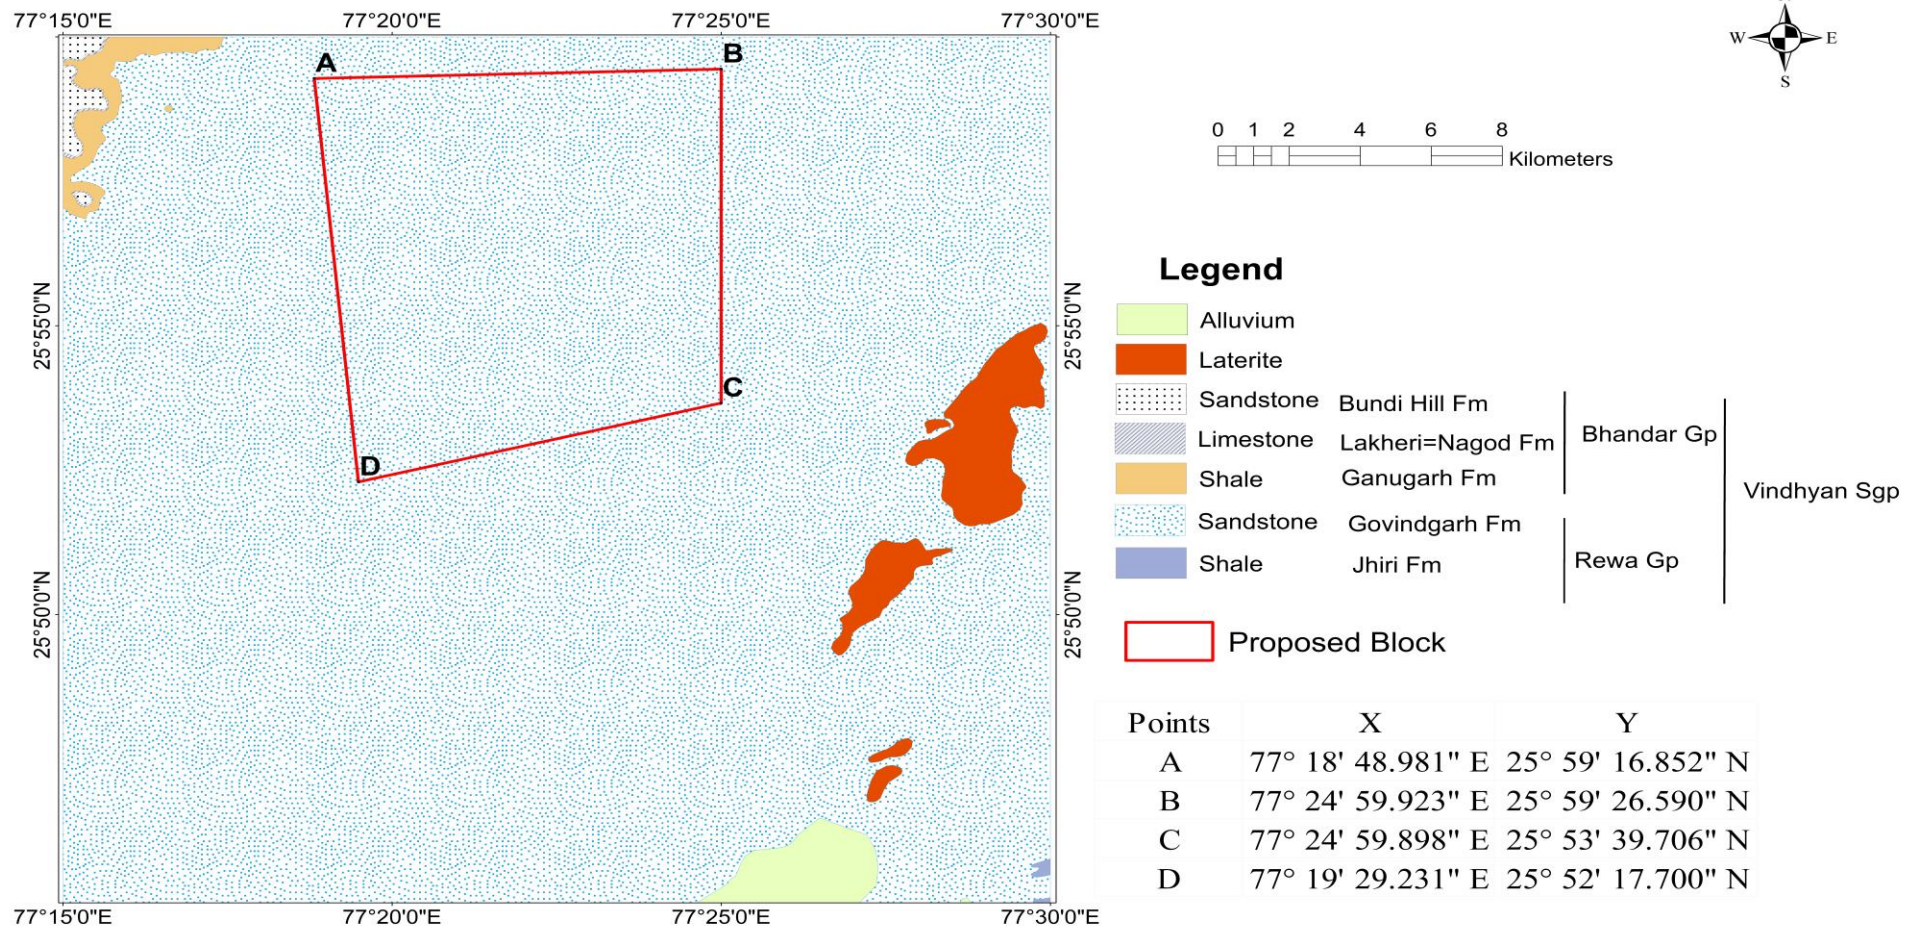 77°15'0"E 77°20'0"E 77°25'0"E 77°30'0"E
A
B
C
D
25°55'0"N
25°50'0"N
25°55'0"N
25°50'0"N
77°15'0"E 77°20'0"E 77°25'0"E 77°30'0"E
W E
S
0 1 2 4 6 8
Kilometers
Legend
Alluvium
Laterite
Sandstone Bundi Hill Fm
Limestone Lakheri=Nagod Fm
Shale Ganugarh Fm
Sandstone Govindgarh Fm
Shale Jhiri Fm
Bhandar Gp
Rewa Gp
Vindhyan Sgp
Proposed Block
Points X Y
A 77° 18' 48.981" E 25° 59' 16.852" N
B 77° 24' 59.923" E 25° 59' 26.590" N
C 77° 24' 59.898" E 25° 53' 39.706" N
D 77° 19' 29.231" E 25° 52' 17.700" N